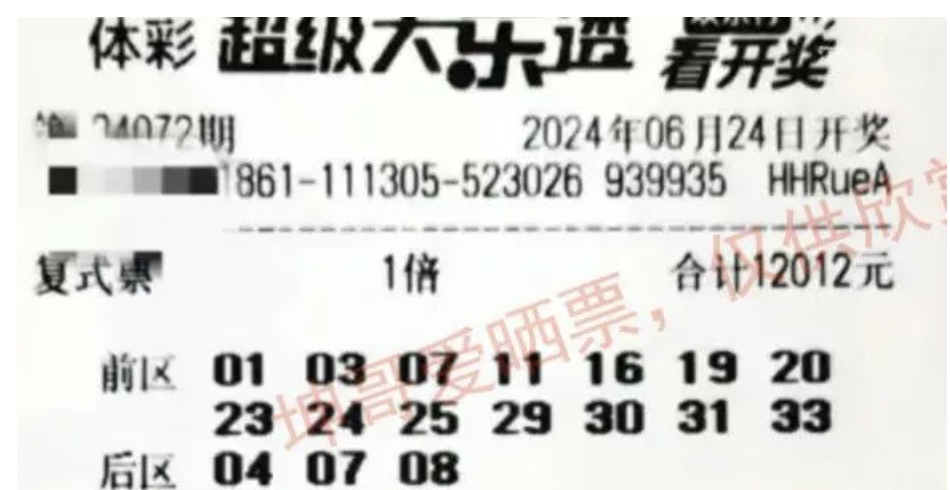 体彩 超级大乐透 看开奖
24072期 2024年06月24日开奖
1861-111305-523026 939935 HHRueA
复式票 1倍 合计12012元
前区 01 03 07 11 16 19 20
23 24 25 29 30 31 33
后区 04 07 08
坤哥爱晒票，仅供欣赏